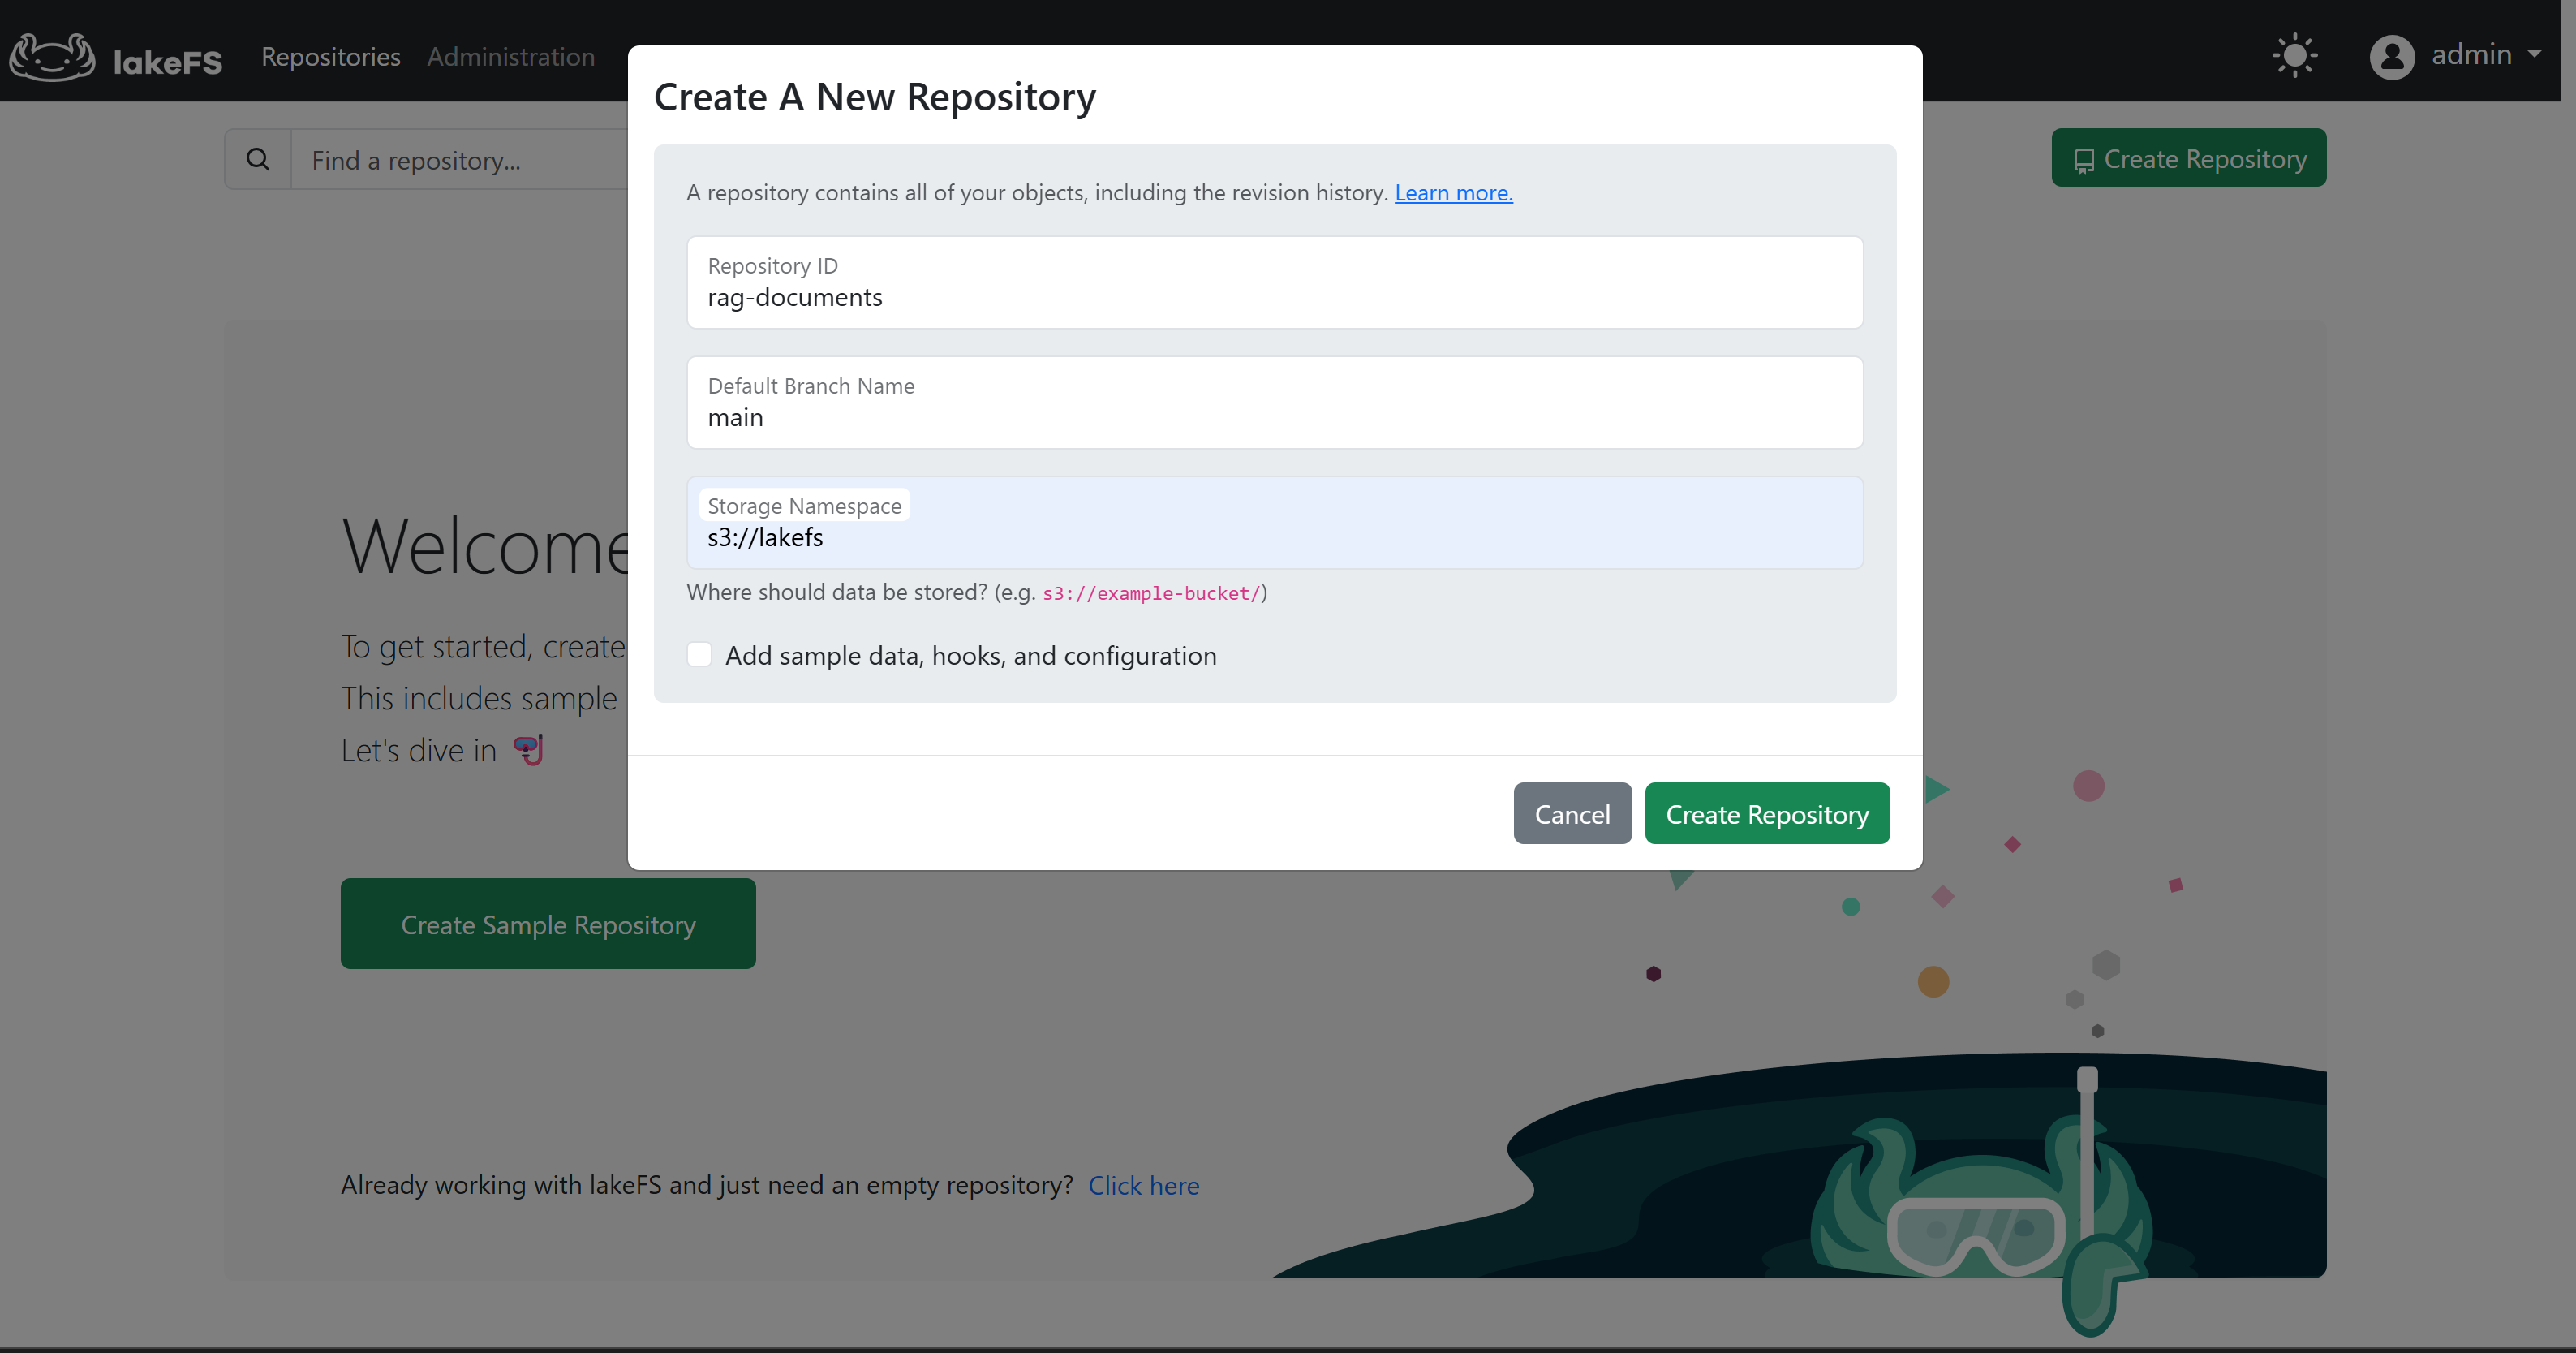 lakeFS
Repositories
Administration
admin
Find a repository...
Create Repository
Create A New Repository
A repository contains all of your objects, including the revision history. Learn more.
Repository ID
rag-documents
Default Branch Name
main
Storage Namespace
s3://lakefs
Where should data be stored? (e.g. s3://example-bucket/)
Add sample data, hooks, and configuration
Cancel
Create Repository
Welcome
To get started, create
This includes sample
Let's dive in
Create Sample Repository
Already working with lakeFS and just need an empty repository? Click here